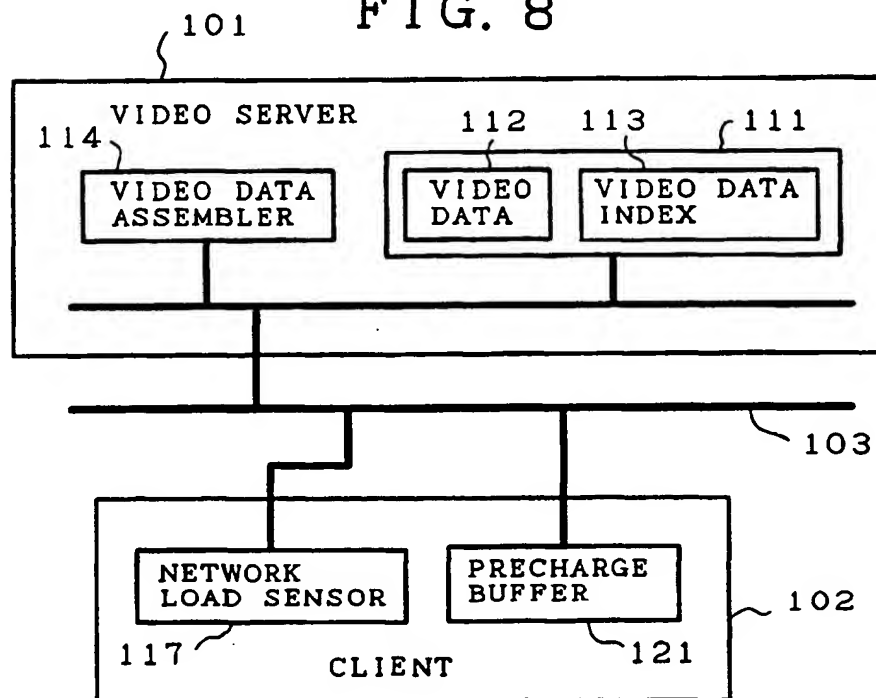 FIG. 8
101
VIDEO SERVER
112 113 111
114
VIDEO DATA
ASSEMBLER
VIDEO
DATA
VIDEO DATA
INDEX
103
NETWORK
LOAD SENSOR
PRECHARGE
BUFFER
102
117
121
CLIENT